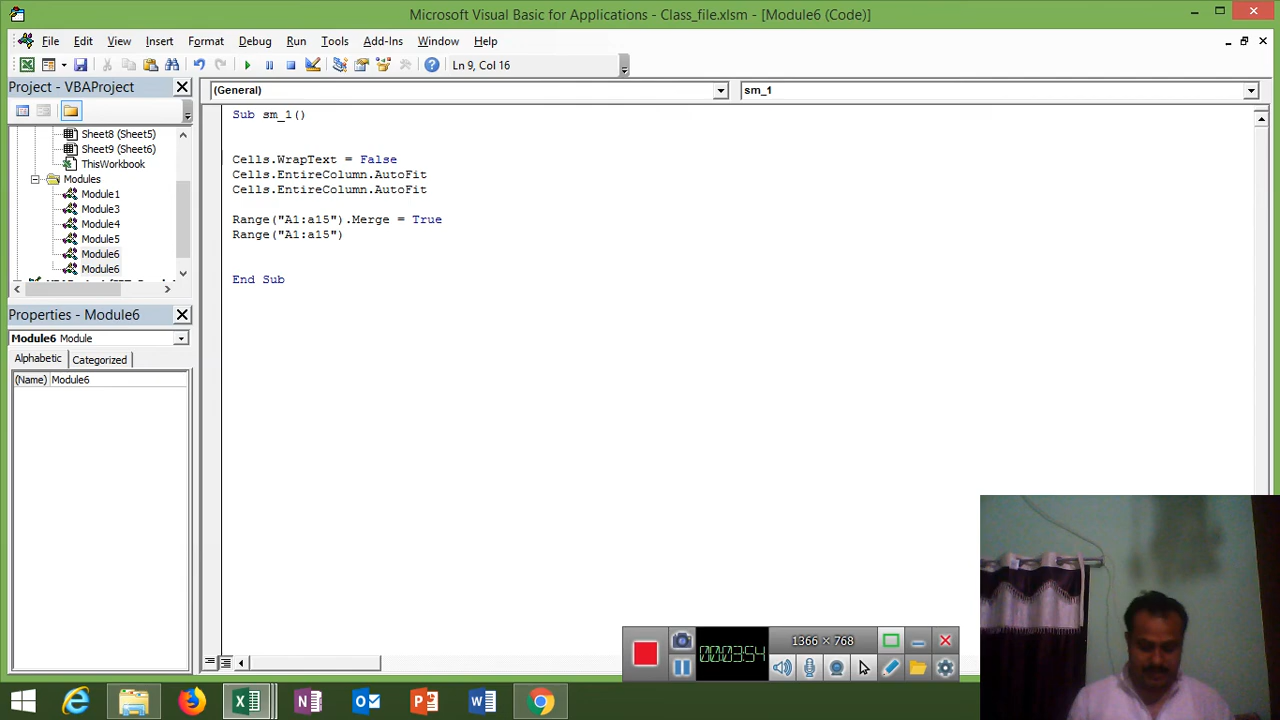 Microsoft Visual Basic for Applications - Class_file.xlsm - [Module6 (Code)]
File Edit View Insert Format Debug Run Tools Add-Ins Window Help
Ln 9, Col 16
Project - VBAProject
(General)
sm_1
Sheet8 (Sheet5)
Sheet9 (Sheet6)
ThisWorkbook
Modules
Module1
Module3
Module4
Module5
Module6
Module6
Properties - Module6
Module6 Module
Alphabetic Categorized
(Name) Module6
Sub sm_1()
Cells.WrapText = False
Cells.EntireColumn.AutoFit
Cells.EntireColumn.AutoFit
Range("A1:a15").Merge = True
Range("A1:a15")
End Sub
1366 × 768
00:03:54